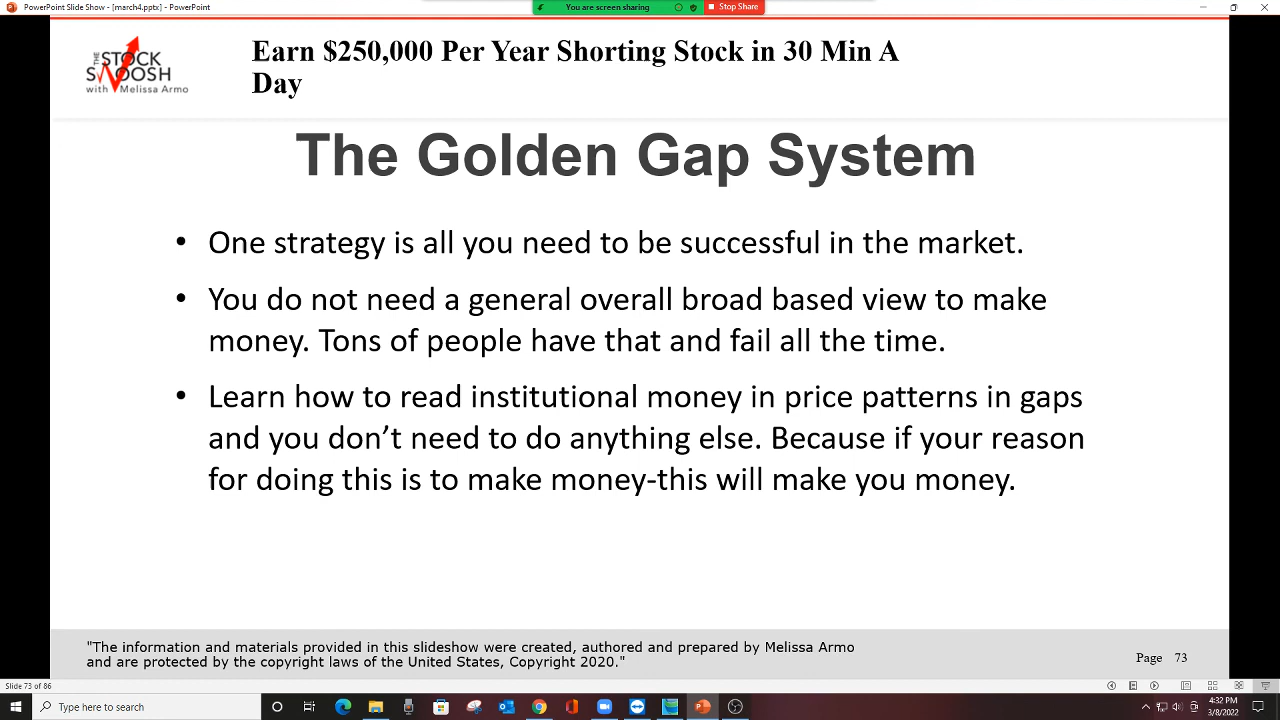 PowerPoint Slide Show - [march4.pptx] - PowerPoint
You are screen sharing
Stop Share
THE STOCK
SWOOSH
with Melissa Armo
Earn $250,000 Per Year Shorting Stock in 30 Min A
Day
The Golden Gap System
• One strategy is all you need to be successful in the market.
• You do not need a general overall broad based view to make
money. Tons of people have that and fail all the time.
• Learn how to read institutional money in price patterns in gaps
and you don’t need to do anything else. Because if your reason
for doing this is to make money-this will make you money.
"The information and materials provided in this slideshow were created, authored and prepared by Melissa Armo
and are protected by the copyright laws of the United States, Copyright 2020."
Page 73
Slide 73 of 86
Type here to search
4:32 PM
3/8/2022